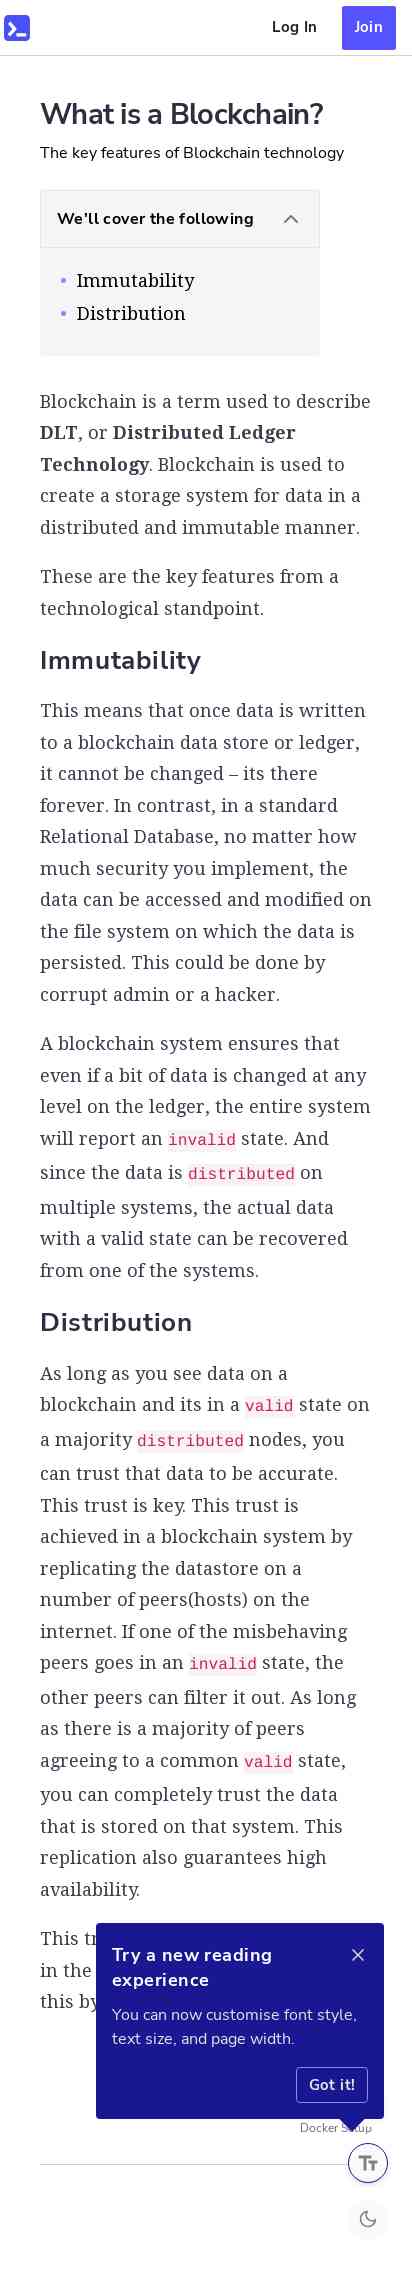 Log In
Join
What is a Blockchain?
The key features of Blockchain technology
We'll cover the following
Immutability
Distribution
Blockchain is a term used to describe
DLT, or Distributed Ledger
Technology. Blockchain is used to
create a storage system for data in a
distributed and immutable manner.
These are the key features from a
technological standpoint.
Immutability
This means that once data is written
to a blockchain data store or ledger,
it cannot be changed – its there
forever. In contrast, in a standard
Relational Database, no matter how
much security you implement, the
data can be accessed and modified on
the file system on which the data is
persisted. This could be done by
corrupt admin or a hacker.
A blockchain system ensures that
even if a bit of data is changed at any
level on the ledger, the entire system
will report an invalid state. And
since the data is distributed on
multiple systems, the actual data
with a valid state can be recovered
from one of the systems.
Distribution
As long as you see data on a
blockchain and its in a valid state on
a majority distributed nodes, you
can trust that data to be accurate.
This trust is key. This trust is
achieved in a blockchain system by
replicating the datastore on a
number of peers(hosts) on the
internet. If one of the misbehaving
peers goes in an invalid state, the
other peers can filter it out. As long
as there is a majority of peers
agreeing to a common valid state,
you can completely trust the data
that is stored on that system. This
replication also guarantees high
availability.
This
in the
this by
Try a new reading
experience
You can now customise font style,
text size, and page width.
Got it!
Docker Setup